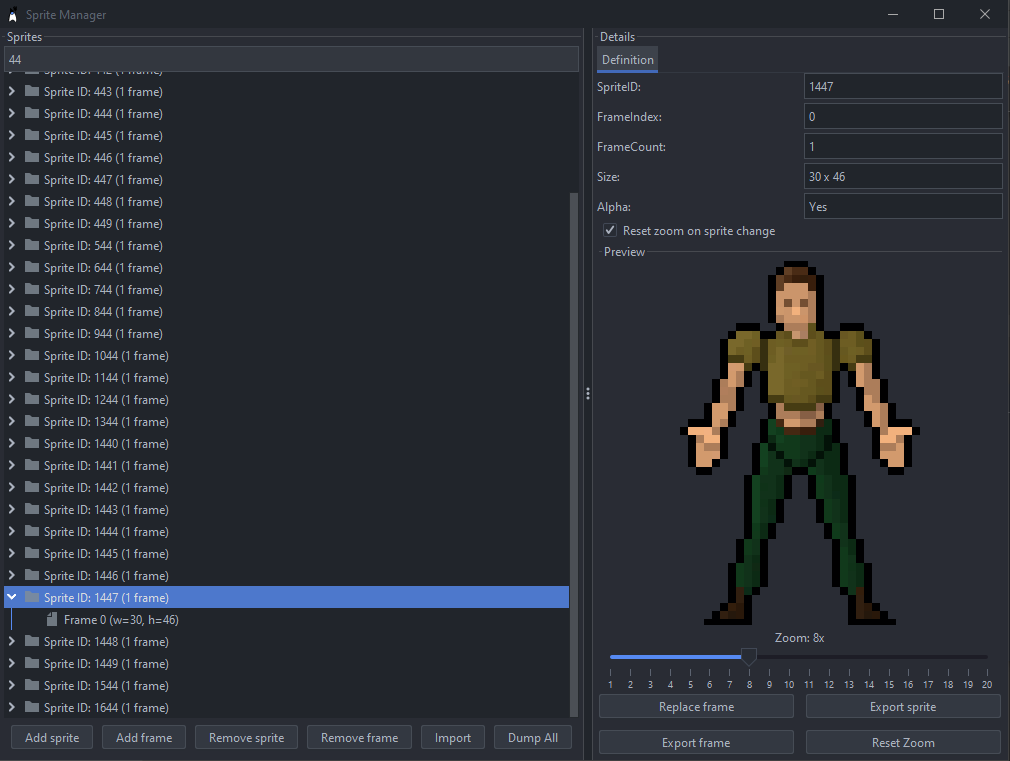 Sprite Manager
Sprites
44
Sprite ID: 442 (1 frame)
Sprite ID: 443 (1 frame)
Sprite ID: 444 (1 frame)
Sprite ID: 445 (1 frame)
Sprite ID: 446 (1 frame)
Sprite ID: 447 (1 frame)
Sprite ID: 448 (1 frame)
Sprite ID: 449 (1 frame)
Sprite ID: 544 (1 frame)
Sprite ID: 644 (1 frame)
Sprite ID: 744 (1 frame)
Sprite ID: 844 (1 frame)
Sprite ID: 944 (1 frame)
Sprite ID: 1044 (1 frame)
Sprite ID: 1144 (1 frame)
Sprite ID: 1244 (1 frame)
Sprite ID: 1344 (1 frame)
Sprite ID: 1440 (1 frame)
Sprite ID: 1441 (1 frame)
Sprite ID: 1442 (1 frame)
Sprite ID: 1443 (1 frame)
Sprite ID: 1444 (1 frame)
Sprite ID: 1445 (1 frame)
Sprite ID: 1446 (1 frame)
Sprite ID: 1447 (1 frame)
Frame 0 (w=30, h=46)
Sprite ID: 1448 (1 frame)
Sprite ID: 1449 (1 frame)
Sprite ID: 1544 (1 frame)
Sprite ID: 1644 (1 frame)
Add sprite Add frame Remove sprite Remove frame Import Dump All
Details
Definition
SpriteID: 1447
FrameIndex: 0
FrameCount: 1
Size: 30 x 46
Alpha: Yes
Reset zoom on sprite change
Preview
Zoom: 8x
1 2 3 4 5 6 7 8 9 10 11 12 13 14 15 16 17 18 19 20
Replace frame Export sprite
Export frame Reset Zoom